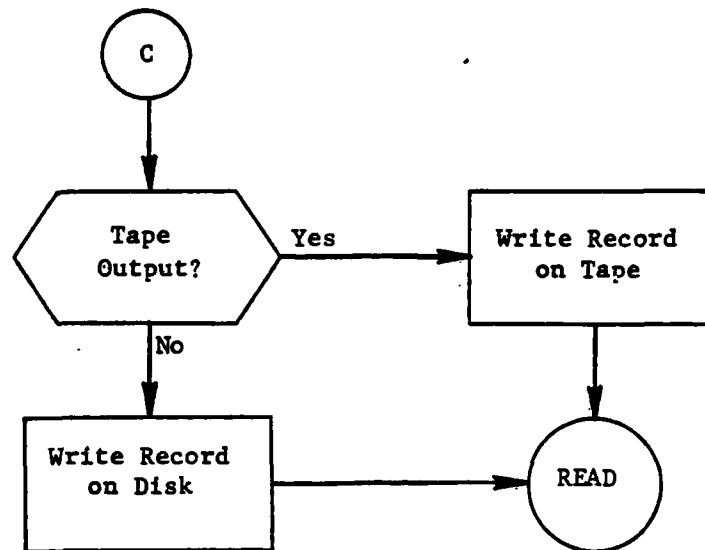 C
Tape
Output?
Yes
Write Record
on Tape
No
Write Record
on Disk
READ